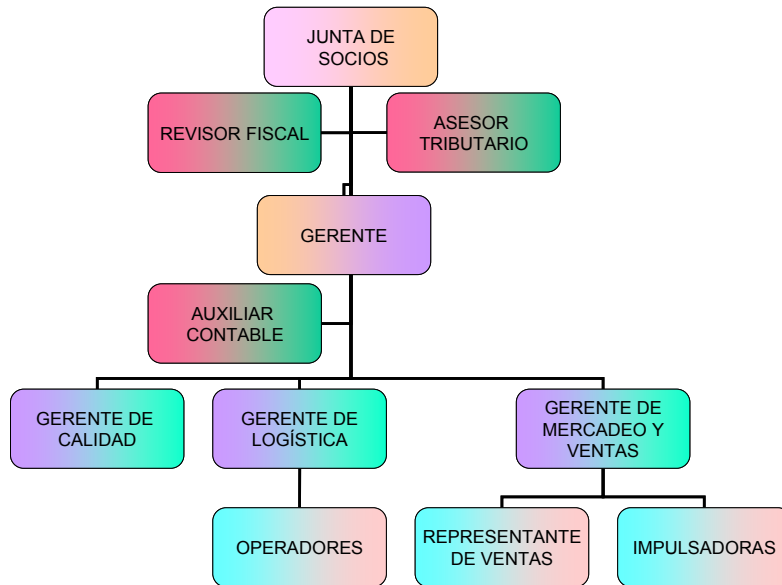 JUNTA DE
SOCIOS
REVISOR FISCAL
ASESOR
TRIBUTARIO
GERENTE
AUXILIAR
CONTABLE
GERENTE DE
CALIDAD
GERENTE DE
LOGÍSTICA
GERENTE DE
MERCADEO Y
VENTAS
OPERADORES
REPRESENTANTE
DE VENTAS
IMPULSADORAS